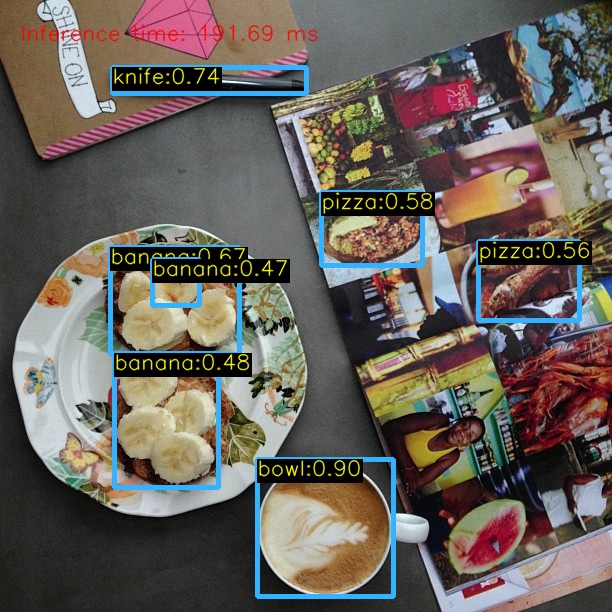 Inference time: 191.69 ms
SHINE ON
knife:0.74
pizza:0.58
pizza:0.56
banana:0.67
banana:0.47
banana:0.48
bowl:0.90